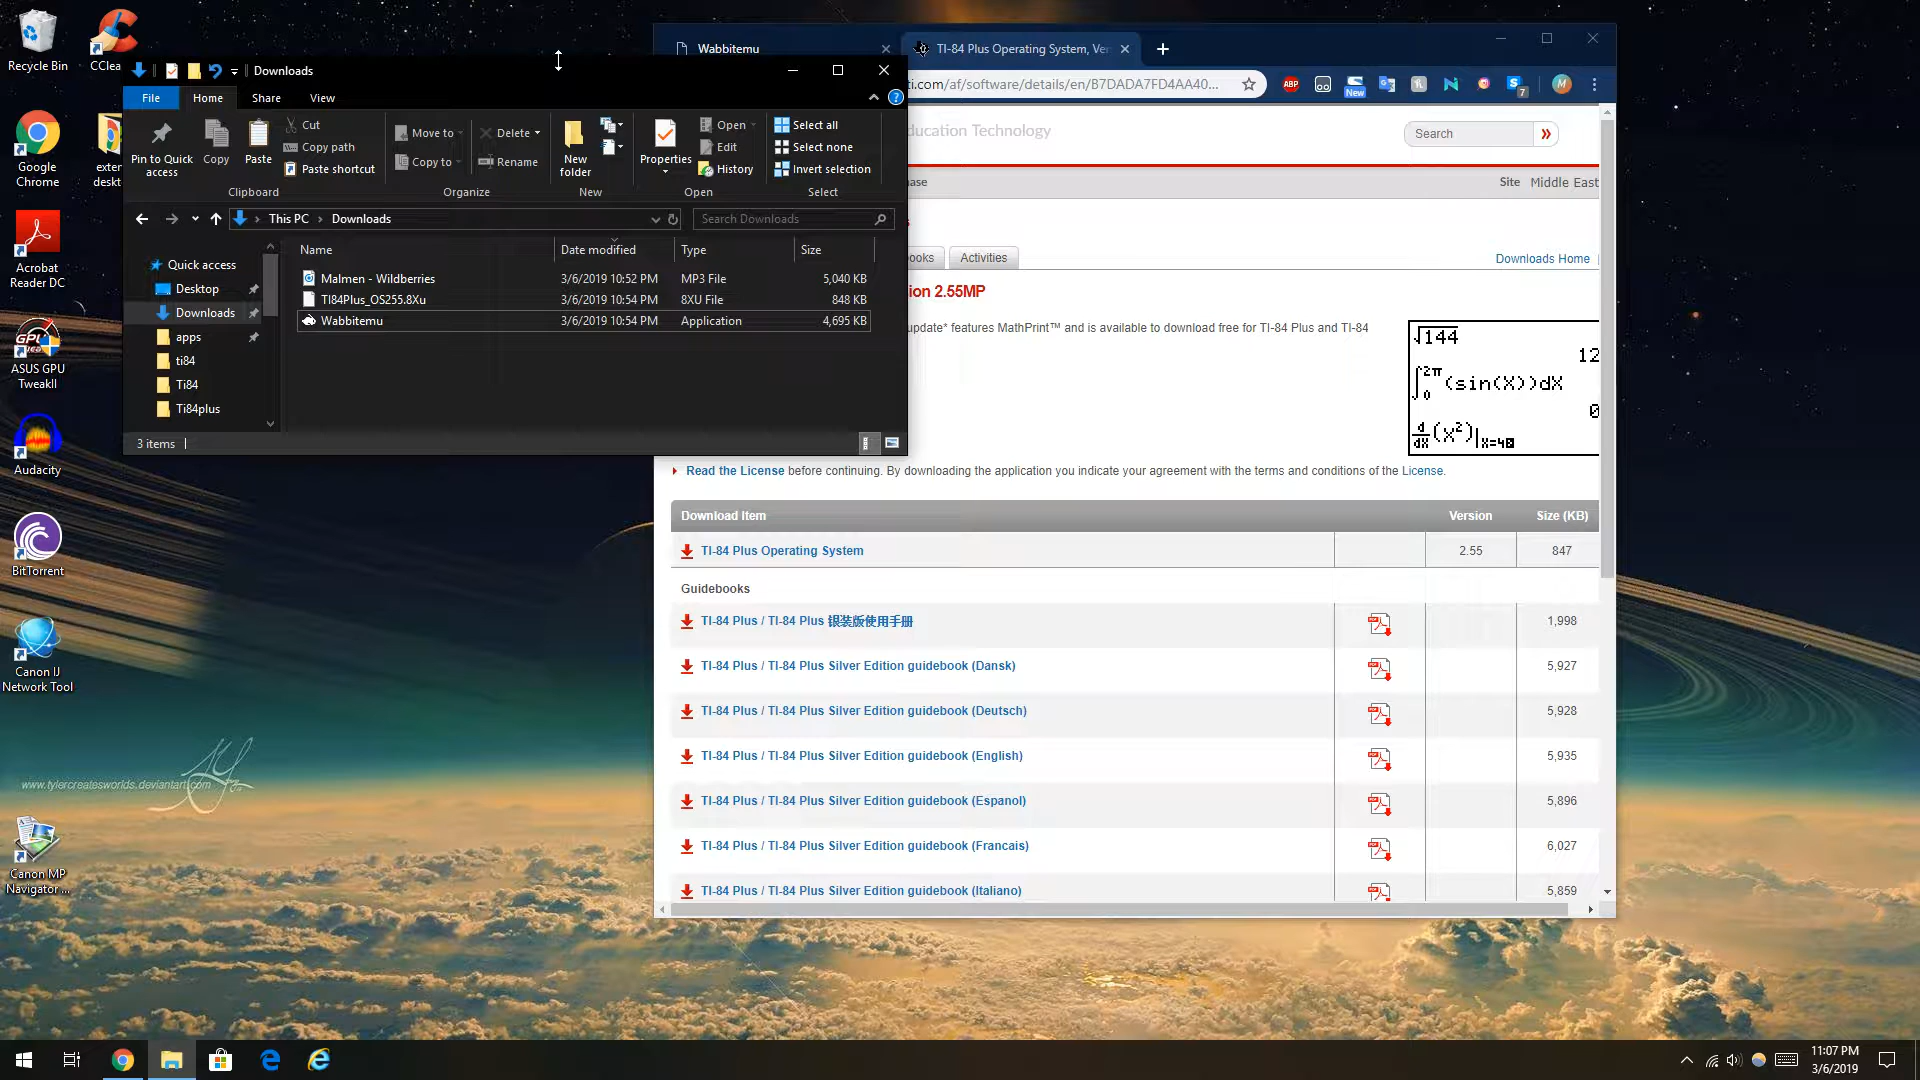 Recycle Bin
CClea
Google Chrome
exter
deskt
Acrobat Reader DC
ASUS GPU TweakII
Audacity
BitTorrent
Canon IJ Network Tool
www.tylercreatesworlds.deviantart.com
Canon MP Navigator ...
Downloads
File
Home
Share
View
Pin to Quick access
Copy
Paste
Cut
Copy path
Paste shortcut
Clipboard
Move to
Copy to
Delete
Rename
Organize
New folder
New
Properties
Open
Edit
History
Open
Select all
Select none
Invert selection
Select
This PC
Downloads
Search Downloads
Name
Date modified
Type
Size
Quick access
Desktop
Downloads
apps
ti84
Ti84
Ti84plus
Malmen - Wildberries 3/6/2019 10:52 PM MP3 File 5,040 KB
TI84Plus_OS255.8Xu 3/6/2019 10:54 PM 8XU File 848 KB
Wabbitemu 3/6/2019 10:54 PM Application 4,695 KB
3 items
Wabbitemu
TI-84 Plus Operating System, Ver
ti.com/af/software/details/en/B7DADA7FD4AA40...
ABP
New
7
M
ducation Technology
Search
ase
Site Middle East
ooks
Activities
Downloads Home
ion 2.55MP
update* features MathPrint™ and is available to download free for TI-84 Plus and TI-84
√144
12
∫₀²π(sin(X))dX
0
d/dX(X²)|X=40
Read the License before continuing. By downloading the application you indicate your agreement with the terms and conditions of the License.
Download Item Version Size (KB)
TI-84 Plus Operating System 2.55 847
Guidebooks
TI-84 Plus / TI-84 Plus 银装版使用手册 1,998
TI-84 Plus / TI-84 Plus Silver Edition guidebook (Dansk) 5,927
TI-84 Plus / TI-84 Plus Silver Edition guidebook (Deutsch) 5,928
TI-84 Plus / TI-84 Plus Silver Edition guidebook (English) 5,935
TI-84 Plus / TI-84 Plus Silver Edition guidebook (Espanol) 5,896
TI-84 Plus / TI-84 Plus Silver Edition guidebook (Francais) 6,027
TI-84 Plus / TI-84 Plus Silver Edition guidebook (Italiano) 5,859
11:07 PM
3/6/2019